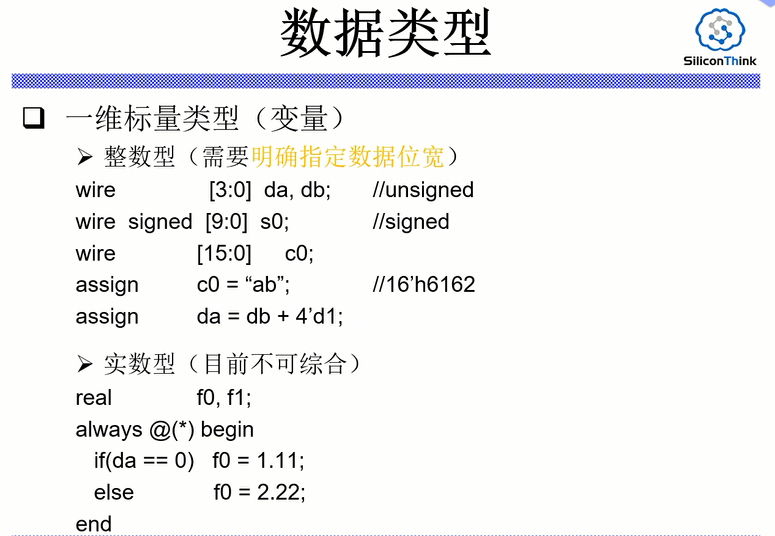 数据类型
SiliconThink
❑ 一维标量类型（变量）
➢ 整数型（需要明确指定数据位宽）
wire [3:0] da, db; //unsigned
wire signed [9:0] s0; //signed
wire [15:0] c0;
assign c0 = “ab”; //16’h6162
assign da = db + 4’d1;
➢ 实数型（目前不可综合）
real f0, f1;
always @(*) begin
if(da == 0) f0 = 1.11;
else f0 = 2.22;
end